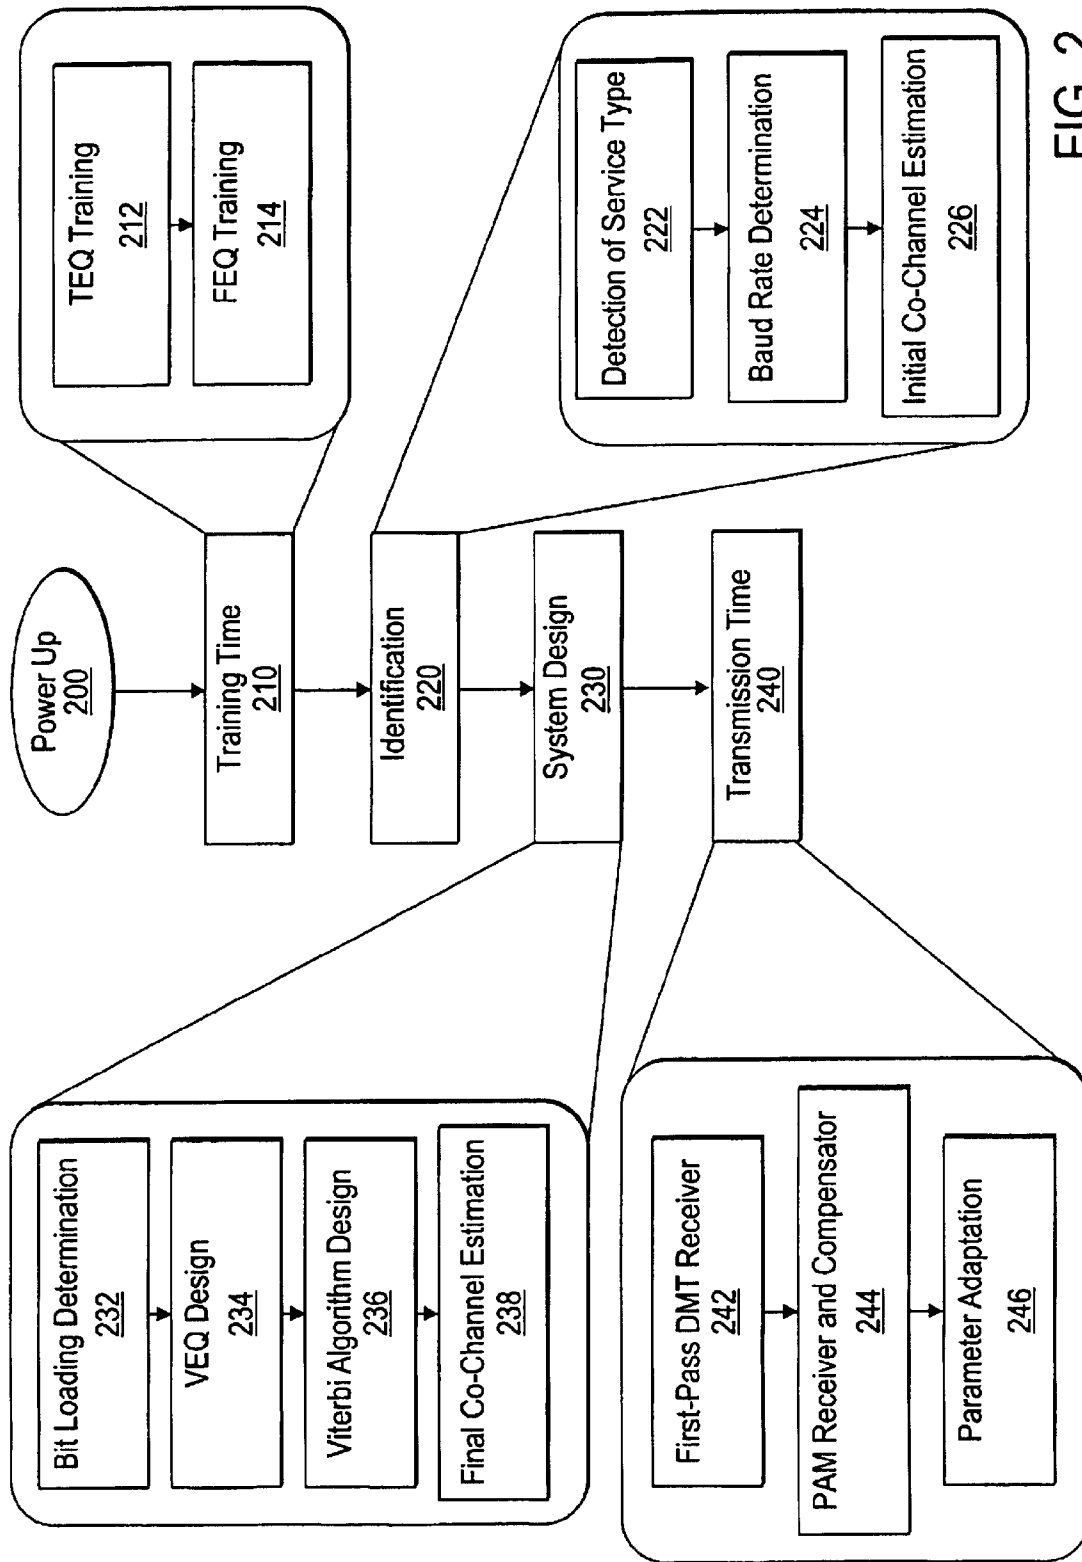 Power Up
200
Training Time
210
TEQ Training
212
FEQ Training
214
Identification
220
Detection of Service Type
222
Baud Rate Determination
224
Initial Co-Channel Estimation
226
System Design
230
Bit Loading Determination
232
VEQ Design
234
Viterbi Algorithm Design
236
Final Co-Channel Estimation
238
Transmission Time
240
First-Pass DMT Receiver
242
PAM Receiver and Compensator
244
Parameter Adaptation
246
FIG. 2